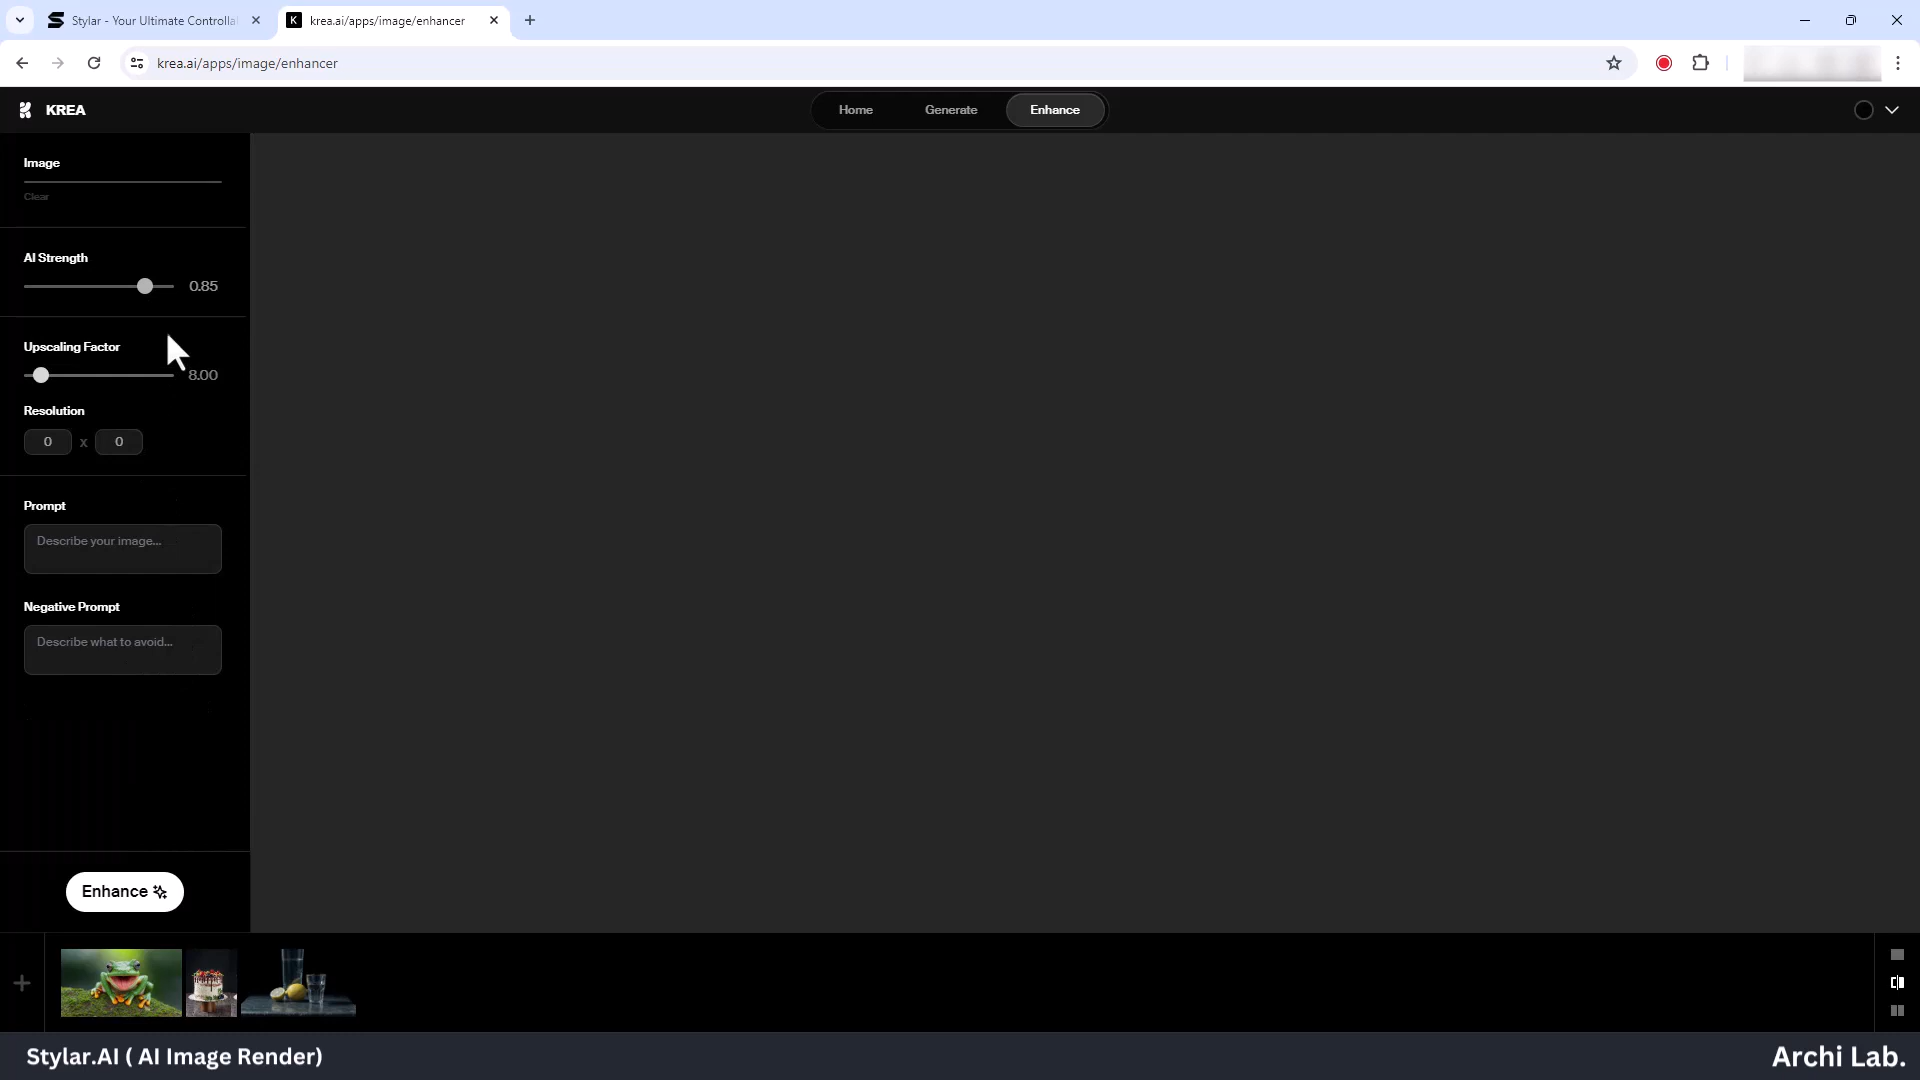 Stylar - Your Ultimate Controlla
krea.ai/apps/image/enhancer
krea.ai/apps/image/enhancer
KREA
Home
Generate
Enhance
Image
Clear
AI Strength
0.85
Upscaling Factor
8.00
Resolution
0 x 0
Prompt
Describe your image...
Negative Prompt
Describe what to avoid...
Enhance
Stylar.AI ( AI Image Render)
Archi Lab.